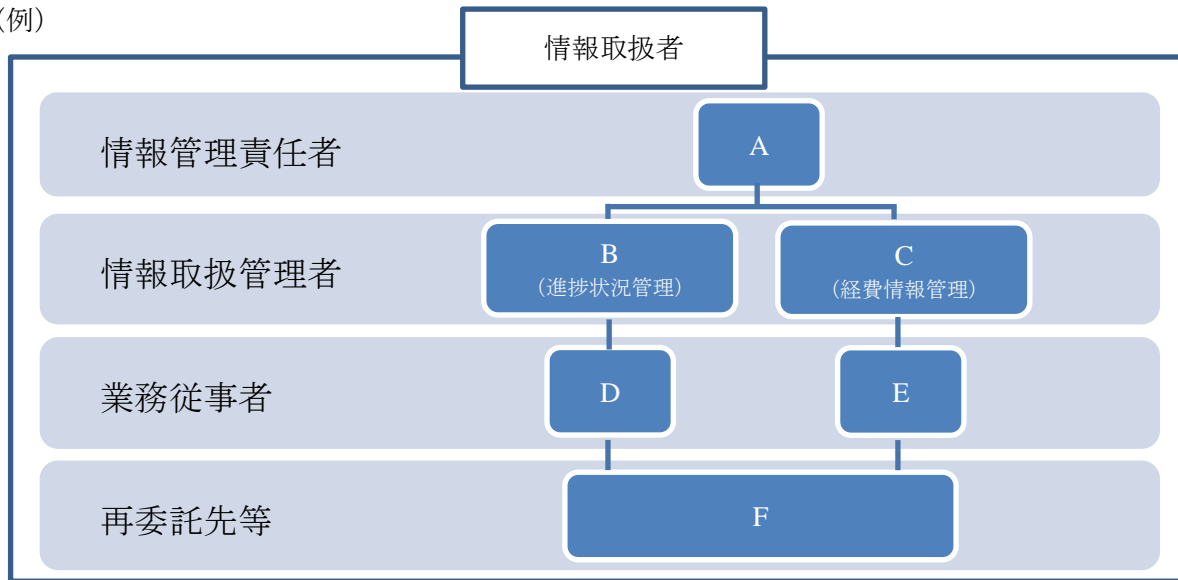 (例)
情報取扱者
情報管理責任者
A
情報取扱管理者
B
(進捗状況管理)
C
(経費情報管理)
業務従事者
D
E
再委託先等
F